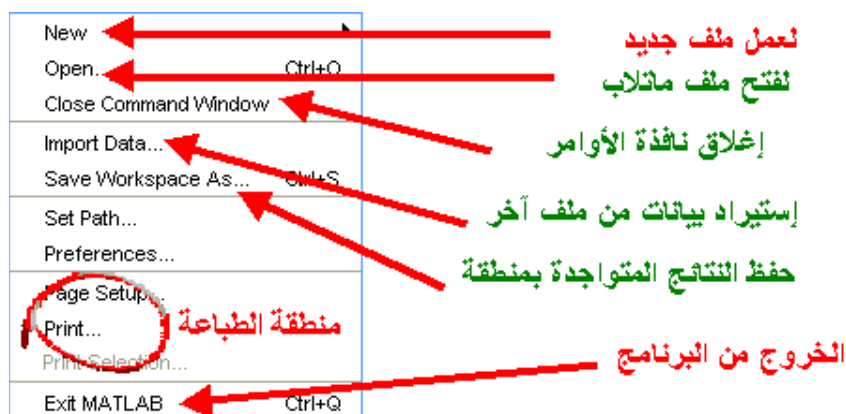 New
لعمل ملف جديد
Open... Ctrl+O
لفتح ملف ماتلاب
Close Command Window
إغلاق نافذة الأوامر
Import Data...
إستيراد بيانات من ملف آخر
Save Workspace As... Ctrl+S
حفظ النتائج المتواجدة بمنطقة
Set Path...
Preferences...
Page Setup...
Print...
منطقة الطباعة
Print Selection...
الخروج من البرنامج
Exit MATLAB Ctrl+Q